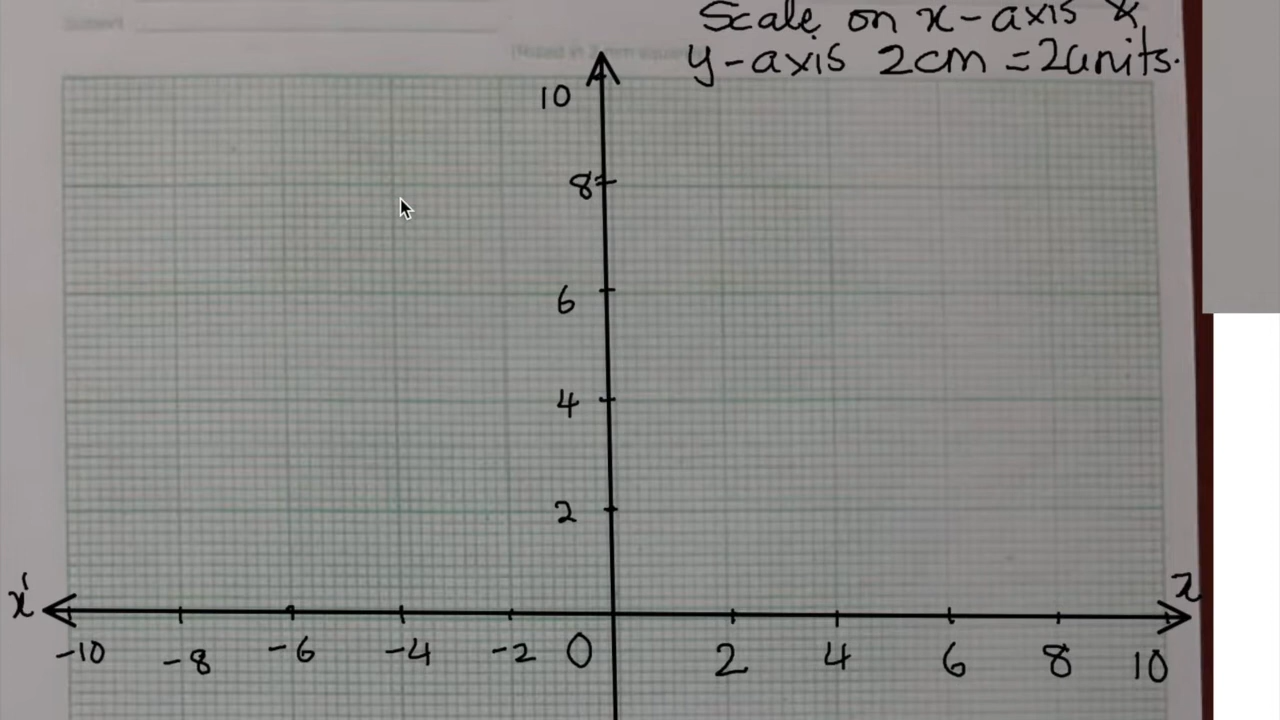 Scale on x-axis &
y-axis 2cm = 2units.
10
8
6
4
2
x'
x
-10 -8 -6 -4 -2 0 2 4 6 8 10